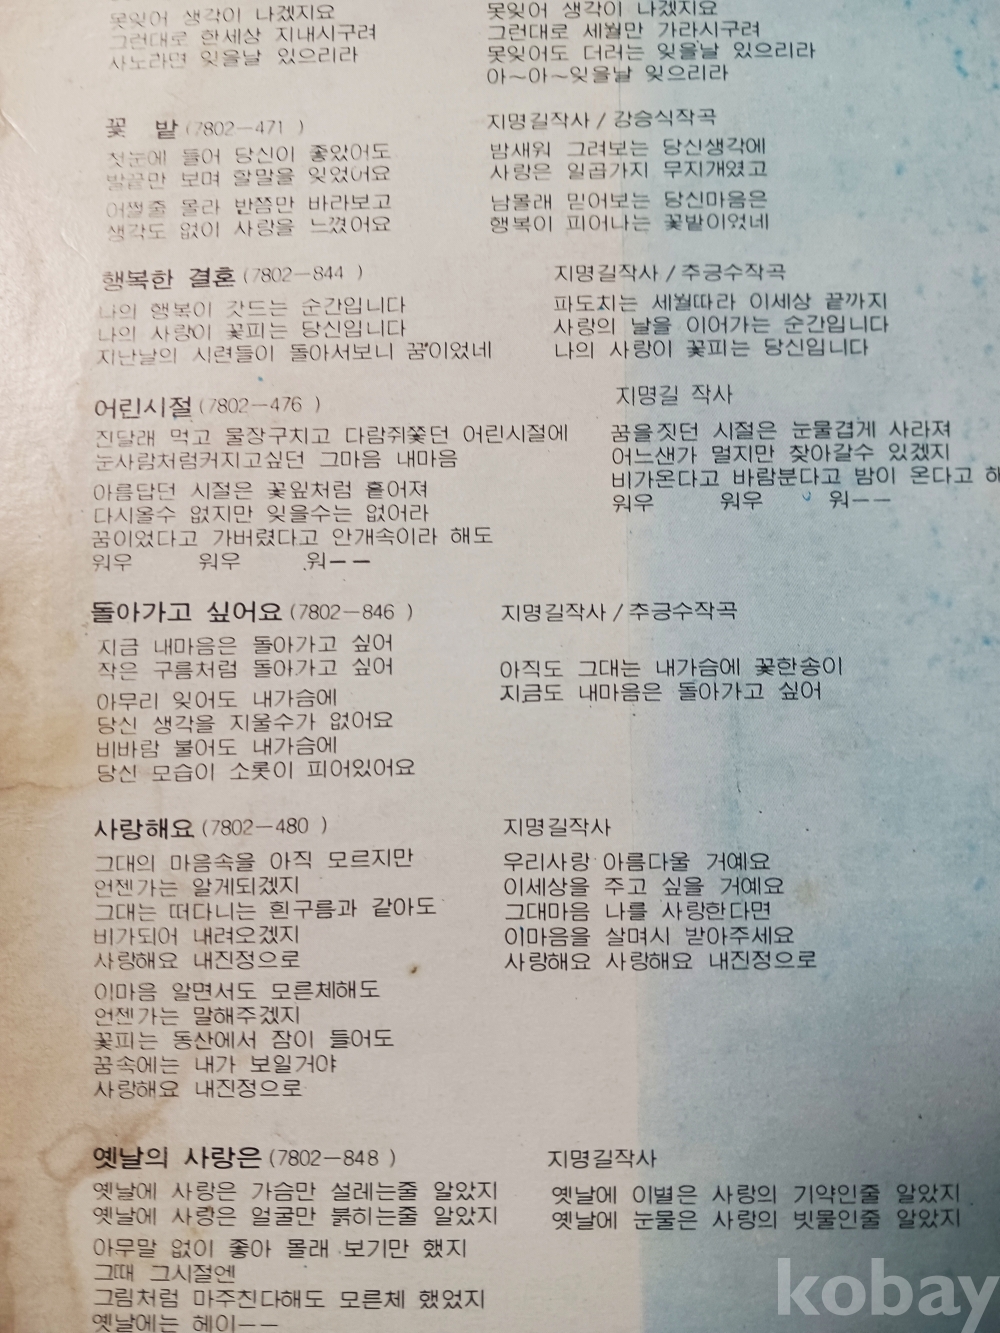 못잊어 생각이 나겠지요
그런대로 한세상 지내시구려
사노라면 잊을날 있으리라
못잊어 생각이 나겠지요
그런대로 세월만 가라시구려
못잊어도 더러는 잊을날 있으리라
아~아~잊을날 잊으리라
꽃 밭(7802-471 )
지명길작사 / 강승식작곡
첫눈에 들어 당신이 좋았어도
발끝만 보며 할말을 잊었어요
어쩔줄 몰라 반쯤만 바라보고
생각도 없이 사랑을 느꼈어요
밤새워 그려보는 당신생각에
사랑은 일곱가지 무지개였고
남몰래 믿어보는 당신마음은
행복이 피어나는 꽃밭이었네
행복한 결혼(7802-844 )
지명길작사 / 추긍수작곡
나의 행복이 갓드는 순간입니다
나의 사랑이 꽃피는 당신입니다
지난날의 시련들이 돌아서보니 꿈이었네
파도치는 세월따라 이세상 끝까지
사랑의 날을 이어가는 순간입니다
나의 사랑이 꽃피는 당신입니다
어린시절(7802-476 )
지명길 작사
진달래 먹고 물장구치고 다람쥐쫓던 어린시절에
눈사람처럼커지고싶던 그마음 내마음
아름답던 시절은 꽃잎처럼 흩어져
다시올수 없지만 잊을수는 없어라
꿈이었다고 가버렸다고 안개속이라 해도
워우 워우 워--
꿈을짓던 시절은 눈물겹게 사라져
어느샌가 멀지만 찾아갈수 있겠지
비가온다고 바람분다고 밤이 온다고 해
워우 워우 워--
돌아가고 싶어요(7802-846 )
지명길작사 / 추긍수작곡
지금 내마음은 돌아가고 싶어
작은 구름처럼 돌아가고 싶어
아무리 잊어도 내가슴에
당신 생각을 지울수가 없어요
비바람 불어도 내가슴에
당신 모습이 소롯이 피어있어요
아직도 그대는 내가슴에 꽃한송이
지금도 내마음은 돌아가고 싶어
사랑해요(7802-480 )
지명길작사
그대의 마음속을 아직 모르지만
언젠가는 알게되겠지
그대는 떠다니는 흰구름과 같아도
비가되어 내려오겠지
사랑해요 내진정으로
이마음 알면서도 모른체해도
언젠가는 말해주겠지
꽃피는 동산에서 잠이 들어도
꿈속에는 내가 보일거야
사랑해요 내진정으로
우리사랑 아름다울 거예요
이세상을 주고 싶을 거예요
그대마음 나를 사랑한다면
이마음을 살며시 받아주세요
사랑해요 사랑해요 내진정으로
옛날의 사랑은(7802-848 )
지명길작사
옛날에 사랑은 가슴만 설레는줄 알았지
옛날에 사랑은 얼굴만 붉히는줄 알았지
아무말 없이 좋아 몰래 보기만 했지
그때 그시절엔
그림처럼 마주친다해도 모른체 했었지
옛날에는 헤이--
옛날에 이별은 사랑의 기약인줄 알았지
옛날에 눈물은 사랑의 빗물인줄 알았지
kobay